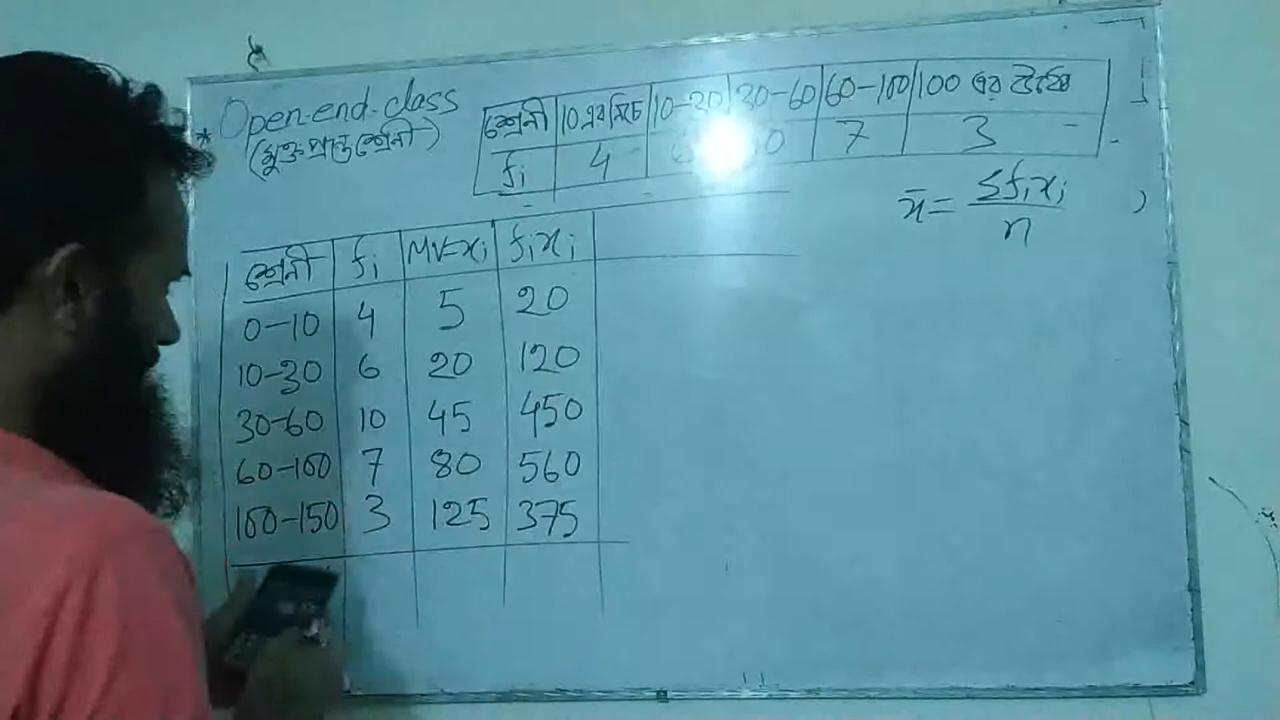 * Open-end-class
(মুক্ত প্রান্ত শ্রেনী)
শ্রেনী 10 এর নিচে 10-30 30-60 60-100 100 এর উর্ধ্বে
fi 4 6 10 7 3
x̄ = Σfixi / n
শ্রেনী fi MV=xi fixi
0-10 4 5 20
10-30 6 20 120
30-60 10 45 450
60-100 7 80 560
100-150 3 125 375